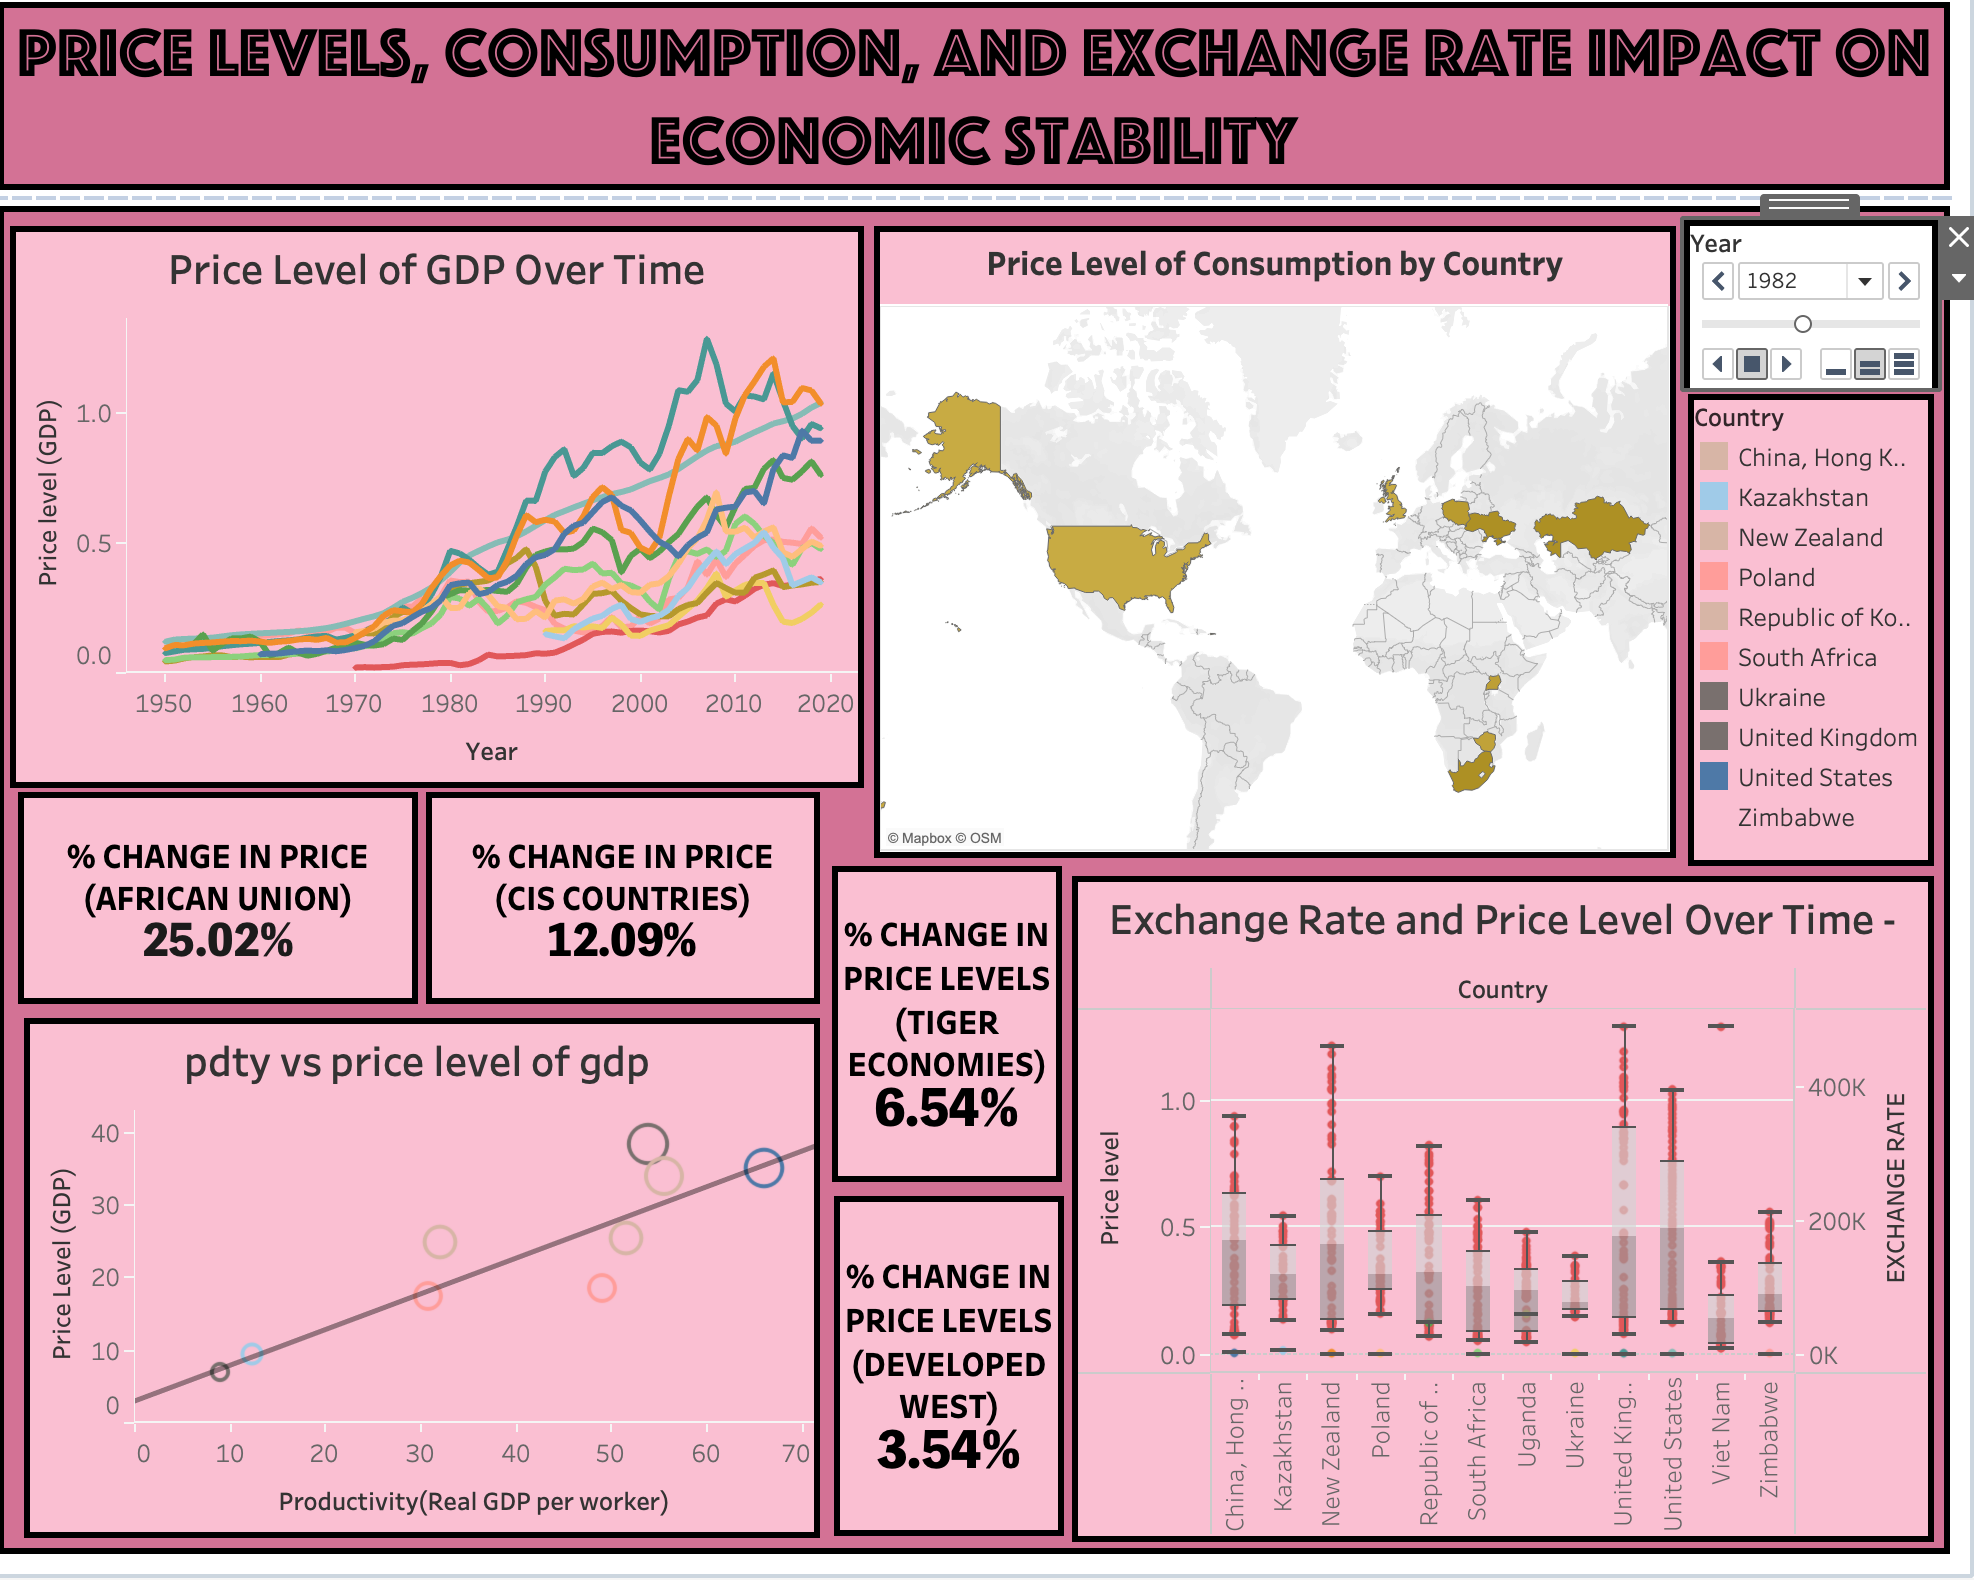 PRICE LEVELS, CONSUMPTION, AND EXCHANGE RATE IMPACT ON
ECONOMIC STABILITY
Price Level of GDP Over Time
Price level (GDP)
1.0
0.5
0.0
1950 1960 1970 1980 1990 2000 2010 2020
Year
Price Level of Consumption by Country
© Mapbox © OSM
Year
1982
Country
China, Hong K..
Kazakhstan
New Zealand
Poland
Republic of Ko..
South Africa
Ukraine
United Kingdom
United States
Zimbabwe
% CHANGE IN PRICE
(AFRICAN UNION)
25.02%
% CHANGE IN PRICE
(CIS COUNTRIES)
12.09%
% CHANGE IN
PRICE LEVELS
(TIGER
ECONOMIES)
6.54%
% CHANGE IN
PRICE LEVELS
(DEVELOPED
WEST)
3.54%
pdty vs price level of gdp
Price Level (GDP)
40
30
20
10
0
0 10 20 30 40 50 60 70
Productivity(Real GDP per worker)
Exchange Rate and Price Level Over Time -
Country
Price level
1.0
0.5
0.0
400K
200K
0K
EXCHANGE RATE
China, Hong ..
Kazakhstan
New Zealand
Poland
Republic of ..
South Africa
Uganda
Ukraine
United King..
United States
Viet Nam
Zimbabwe